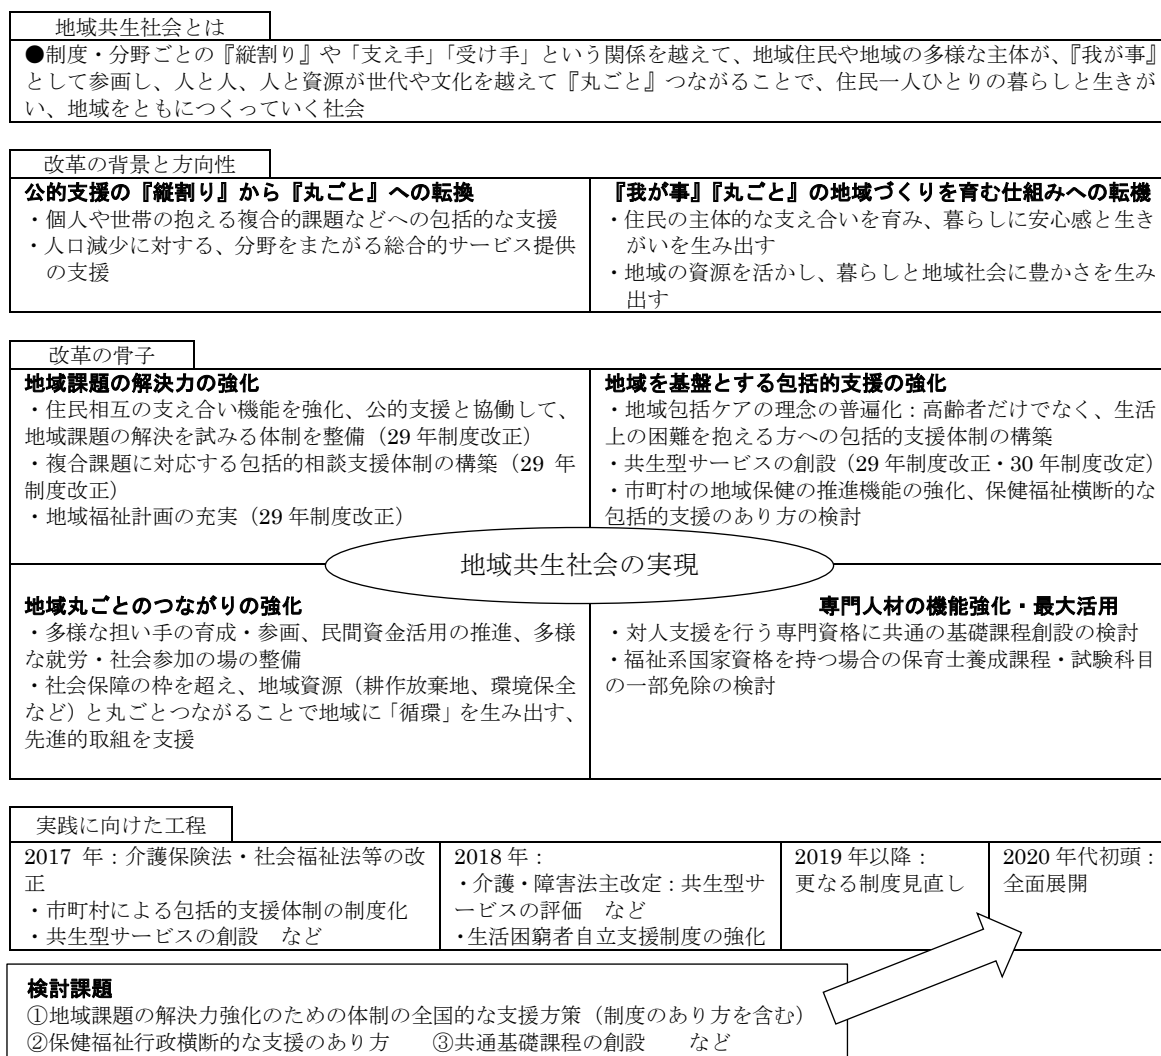 地域共生社会とは
●制度・分野ごとの『縦割り』や「支え手」「受け手」という関係を越えて、地域住民や地域の多様な主体が、『我が事』
として参画し、人と人、人と資源が世代や文化を越えて『丸ごと』つながることで、住民一人ひとりの暮らしと生きが
い、地域をともにつくっていく社会
改革の背景と方向性
公的支援の『縦割り』から『丸ごと』への転換
・個人や世帯の抱える複合的課題などへの包括的な支援
・人口減少に対する、分野をまたがる総合的サービス提供
の支援
『我が事』『丸ごと』の地域づくりを育む仕組みへの転機
・住民の主体的な支え合いを育み、暮らしに安心感と生き
がいを生み出す
・地域の資源を活かし、暮らしと地域社会に豊かさを生み
出す
改革の骨子
地域課題の解決力の強化
・住民相互の支え合い機能を強化、公的支援と協働して、
地域課題の解決を試みる体制を整備（29 年制度改正）
・複合課題に対応する包括的相談支援体制の構築（29 年
制度改正）
・地域福祉計画の充実（29 年制度改正）
地域を基盤とする包括的支援の強化
・地域包括ケアの理念の普遍化：高齢者だけでなく、生活
上の困難を抱える方への包括的支援体制の構築
・共生型サービスの創設（29 年制度改正・30 年制度改定）
・市町村の地域保健の推進機能の強化、保健福祉横断的な
包括的支援のあり方の検討
地域共生社会の実現
地域丸ごとのつながりの強化
・多様な担い手の育成・参画、民間資金活用の推進、多様
な就労・社会参加の場の整備
・社会保障の枠を超え、地域資源（耕作放棄地、環境保全
など）と丸ごとつながることで地域に「循環」を生み出す、
先進的取組を支援
専門人材の機能強化・最大活用
・対人支援を行う専門資格に共通の基礎課程創設の検討
・福祉系国家資格を持つ場合の保育士養成課程・試験科目
の一部免除の検討
実践に向けた工程
2017 年：介護保険法・社会福祉法等の改
正
・市町村による包括的支援体制の制度化
・共生型サービスの創設　など
2018 年：
・介護・障害法主改定：共生型サ
ービスの評価　など
・生活困窮者自立支援制度の強化
2019 年以降：
更なる制度見直し
2020 年代初頭：
全面展開
検討課題
①地域課題の解決力強化のための体制の全国的な支援方策（制度のあり方を含む）
②保健福祉行政横断的な支援のあり方　　③共通基礎課程の創設　　など